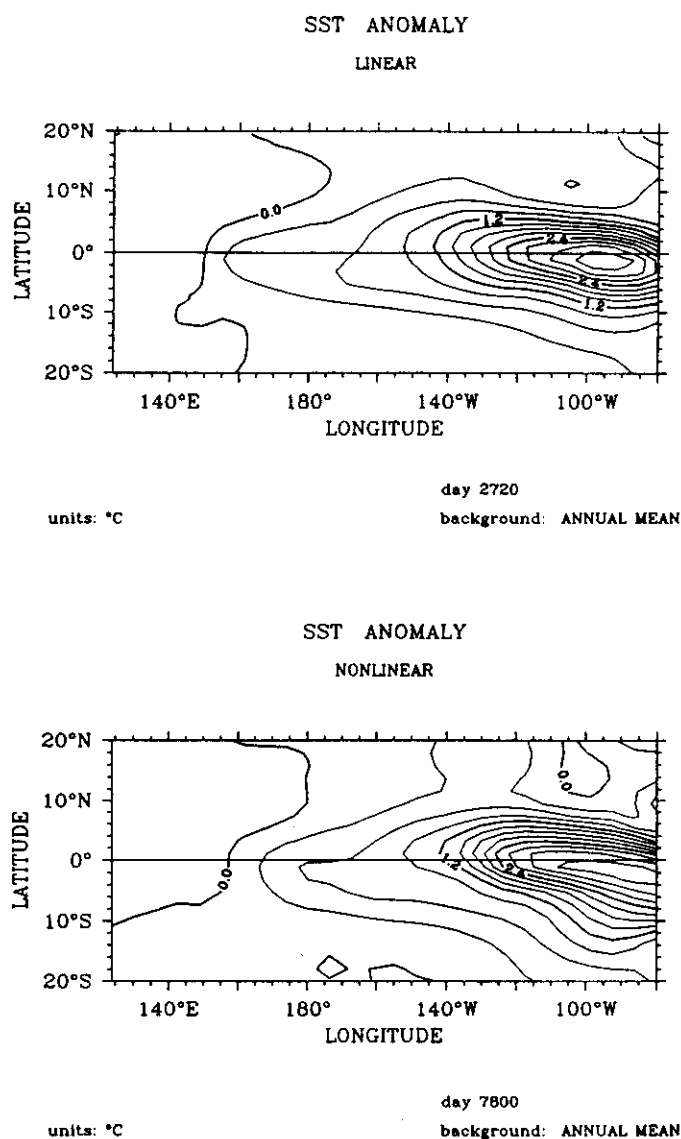 SST ANOMALY
LINEAR
20°N
10°N
0°
10°S
20°S
LATITUDE
0.0
1.2
2.4
2.4
1.2
140°E 180° 140°W 100°W
LONGITUDE
day 2720
units: °C background: ANNUAL MEAN
SST ANOMALY
NONLINEAR
20°N
10°N
0°
10°S
20°S
LATITUDE
0.0
0.0
1.2
2.4
140°E 180° 140°W 100°W
LONGITUDE
day 7800
units: °C background: ANNUAL MEAN